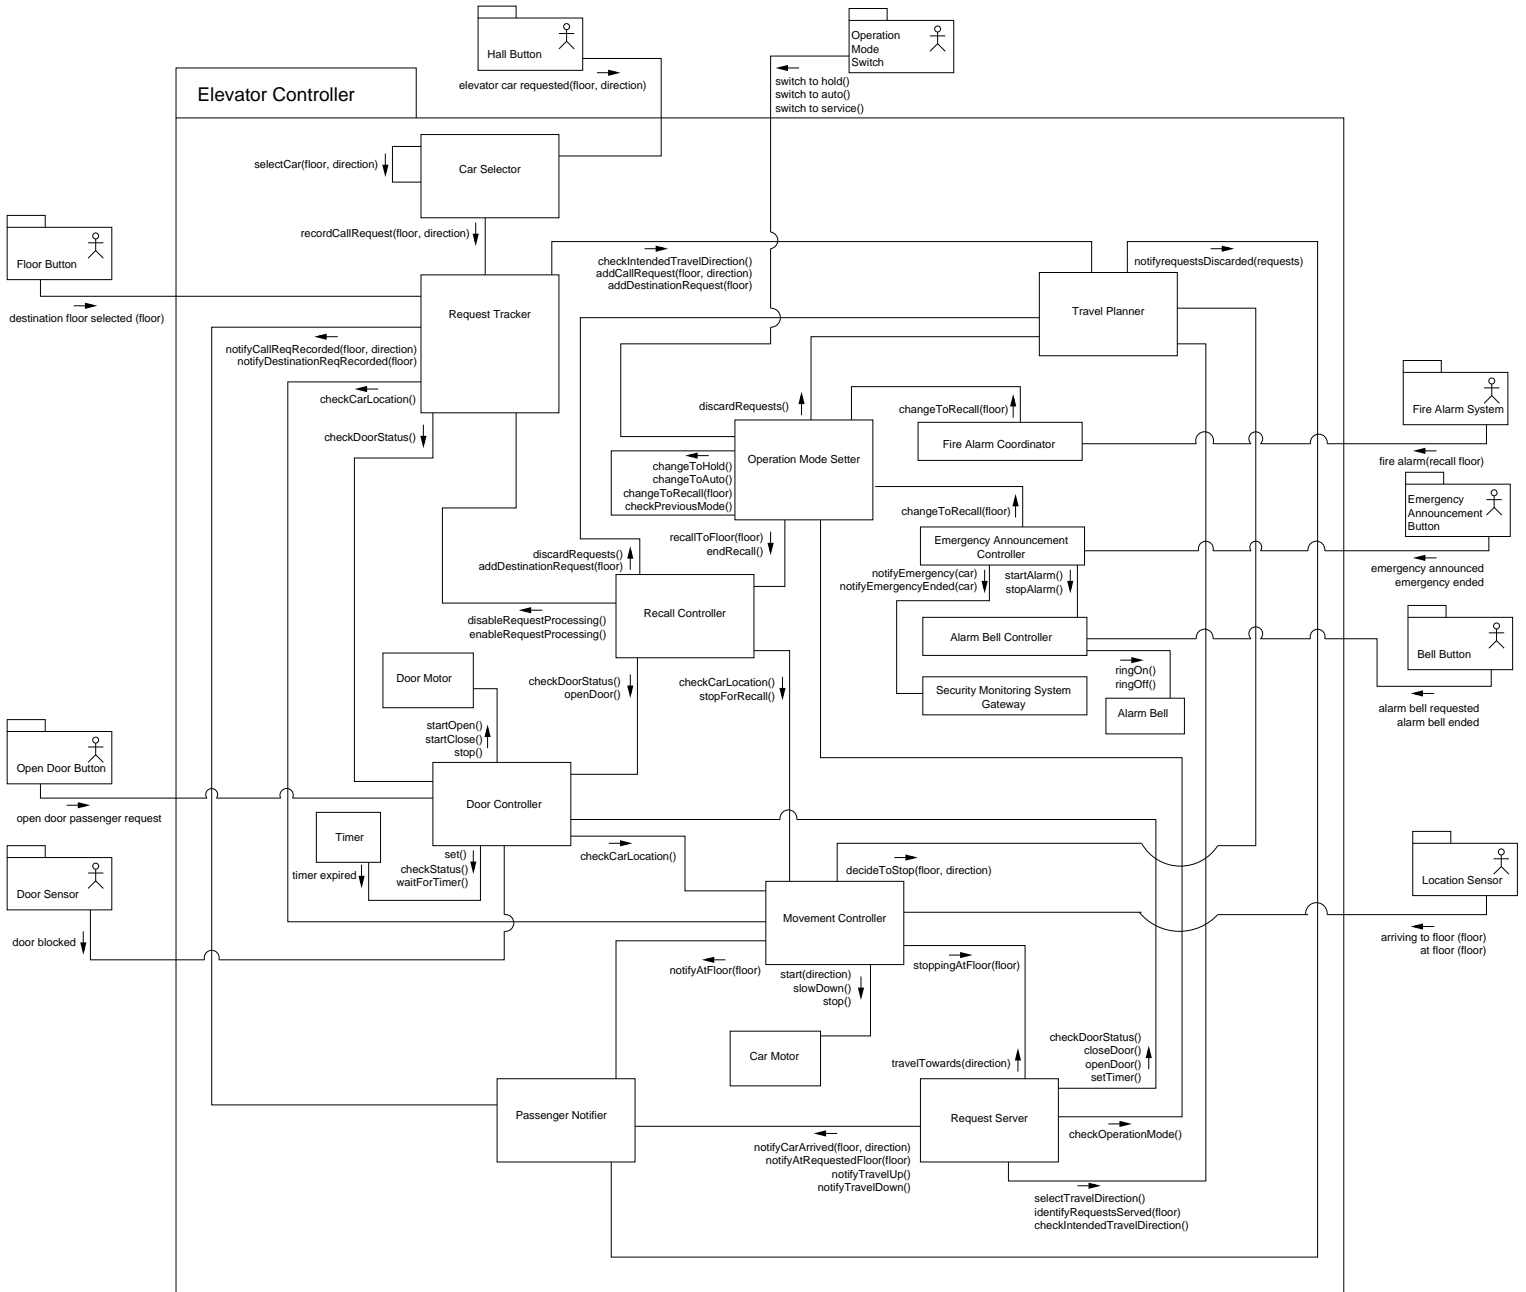 Hall Button
Operation
Mode
Switch
elevator car requested(floor, direction)
switch to hold()
switch to auto()
switch to service()
Elevator Controller
selectCar(floor, direction)
Car Selector
recordCallRequest(floor, direction)
Floor Button
destination floor selected (floor)
checkIntendedTravelDirection()
addCallRequest(floor, direction)
addDestinationRequest(floor)
notifyrequestsDiscarded(requests)
Request Tracker
Travel Planner
notifyCallReqRecorded(floor, direction)
notifyDestinationReqRecorded(floor)
checkCarLocation()
checkDoorStatus()
discardRequests()
changeToRecall(floor)
Fire Alarm System
Fire Alarm Coordinator
fire alarm(recall floor)
Operation Mode Setter
changeToHold()
changeToAuto()
changeToRecall(floor)
checkPreviousMode()
changeToRecall(floor)
Emergency
Announcement
Button
Emergency Announcement
Controller
emergency announced
emergency ended
recallToFloor(floor)
endRecall()
discardRequests()
addDestinationRequest(floor)
notifyEmergency(car)
notifyEmergencyEnded(car)
startAlarm()
stopAlarm()
Recall Controller
disableRequestProcessing()
enableRequestProcessing()
Alarm Bell Controller
Bell Button
ringOn()
ringOff()
alarm bell requested
alarm bell ended
Door Motor
checkDoorStatus()
openDoor()
checkCarLocation()
stopForRecall()
Security Monitoring System
Gateway
Alarm Bell
startOpen()
startClose()
stop()
Open Door Button
open door passenger request
Door Controller
Timer
timer expired
set()
checkStatus()
waitForTimer()
checkCarLocation()
decideToStop(floor, direction)
Door Sensor
door blocked
Location Sensor
arriving to floor (floor)
at floor (floor)
Movement Controller
notifyAtFloor(floor)
start(direction)
slowDown()
stop()
stoppingAtFloor(floor)
Car Motor
travelTowards(direction)
checkDoorStatus()
closeDoor()
openDoor()
setTimer()
Passenger Notifier
Request Server
checkOperationMode()
notifyCarArrived(floor, direction)
notifyAtRequestedFloor(floor)
notifyTravelUp()
notifyTravelDown()
selectTravelDirection()
identifyRequestsServed(floor)
checkIntendedTravelDirection()